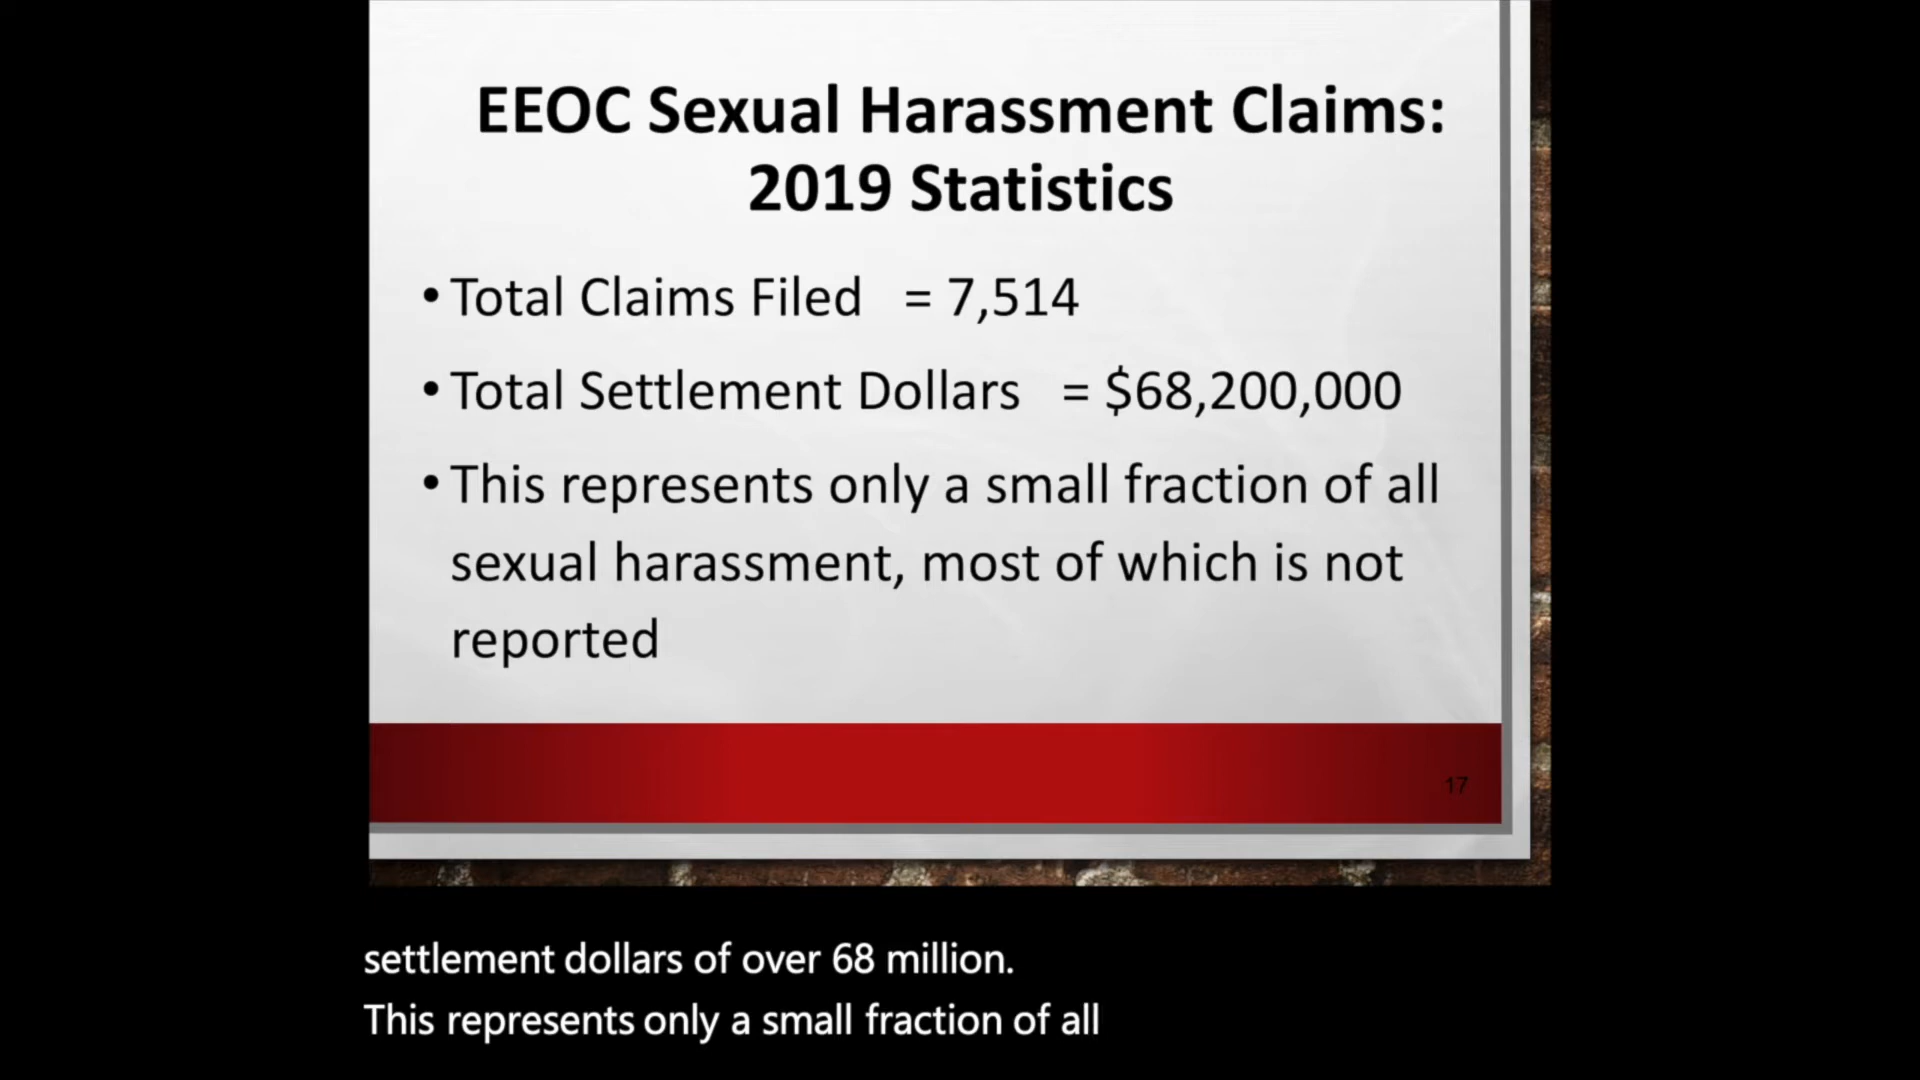 EEOC Sexual Harassment Claims:
2019 Statistics
• Total Claims Filed = 7,514
• Total Settlement Dollars = $68,200,000
• This represents only a small fraction of all
sexual harassment, most of which is not
reported
17
settlement dollars of over 68 million.
This represents only a small fraction of all